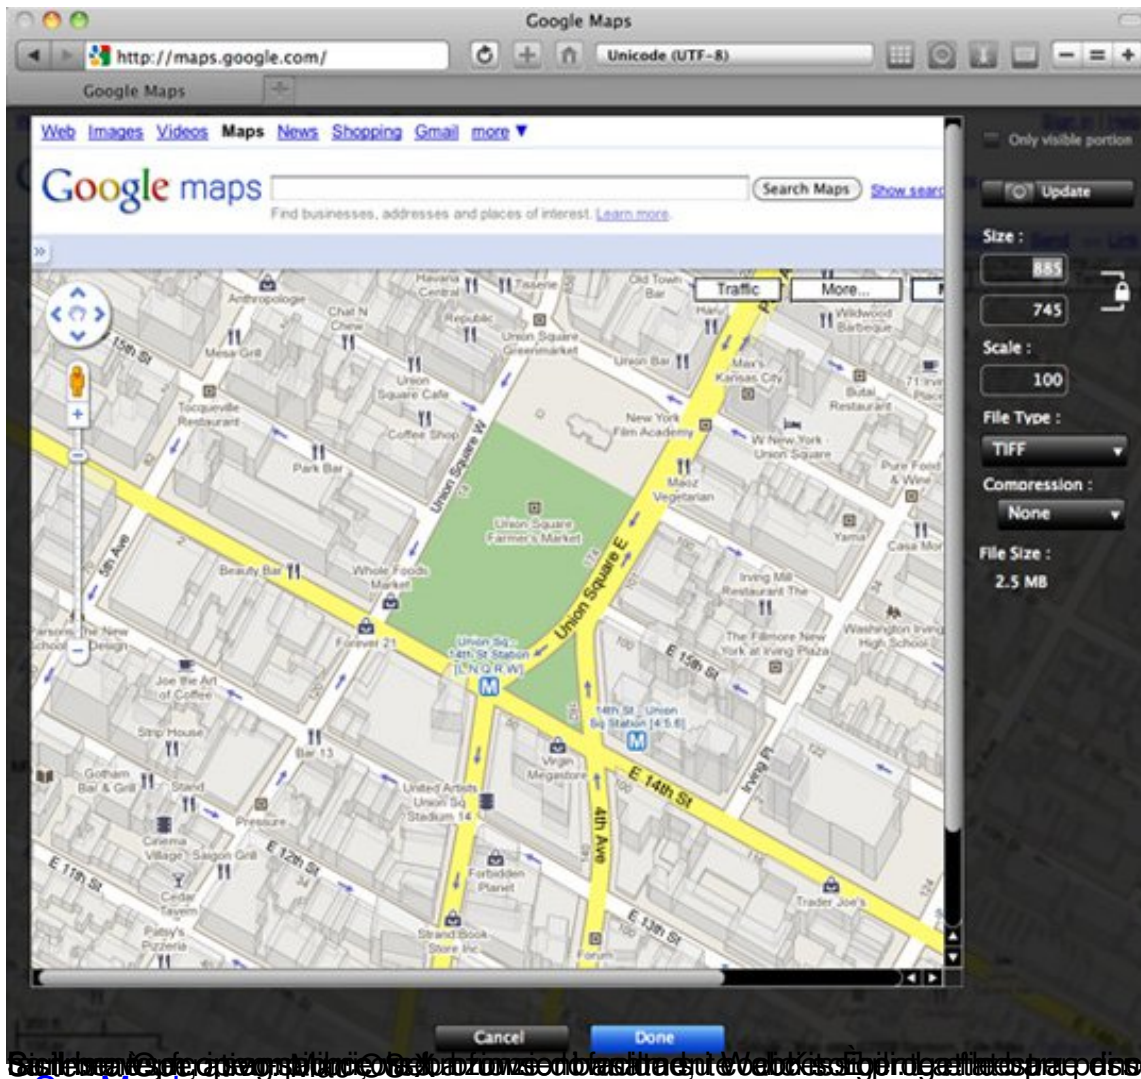 Google Maps
http://maps.google.com/
Unicode (UTF-8)
Google Maps
Web Images Videos Maps News Shopping Gmail more ▼
Only visible portion
Google maps
Search Maps
Show
Update
Find businesses, addresses and places of interest. Learn more.
Size :
885
745
Scale :
100
File Type :
TIFF
Compression :
None
File Size :
2.5 MB
Traffic
More...
Havana
Central
Tisserie
Old Town
Bar
Anthropologie
Chat N
Chew
Republic
Union Square
Greenmarket
Haru
Wildwood
Barbeque
E 15th St
Mesa Grill
Union Bar
Max's
Kansas City
Union
Square Cafe
Butai
Restaurant
71 Irving
Place
Tocqueville
Restaurant
Coffee Shop
New York
Film Academy
W New York -
Union Square
Park Bar
Union Square W
Maoz
Vegetarian
Pure Food
& Wine
Union Square
Farmer's Market
Yama
5th Ave
Union Square E
Beauty Bar
Whole Foods
Market
Irving Mill
Restaurant The
Forever 21
Union Sq -
14th St Station
[L,N,Q,R,W]
The Fillmore New
York at Irving Plaza
Washington Irving
High School
Parsons The New
School Design
E 15th St
Joe the Art
of Coffee
14th St - Union
Sq Station [4,5,6]
Strip House
Bar 13
Virgin
Megastore
E 14th St
Irving Pl
Gotham
Bar & Grill
Stand
United Artists
Union Sq
Stadium 14
Pressure
4th Ave
Cinema
Village
Saigon Grill
E 12th St
Forbidden
Planet
E 11th St
Cedar
Tavern
Trader Joe's
Strand Book
Store Inc
E 13th St
Patsy's
Pizzeria
Forum
Cancel
Done